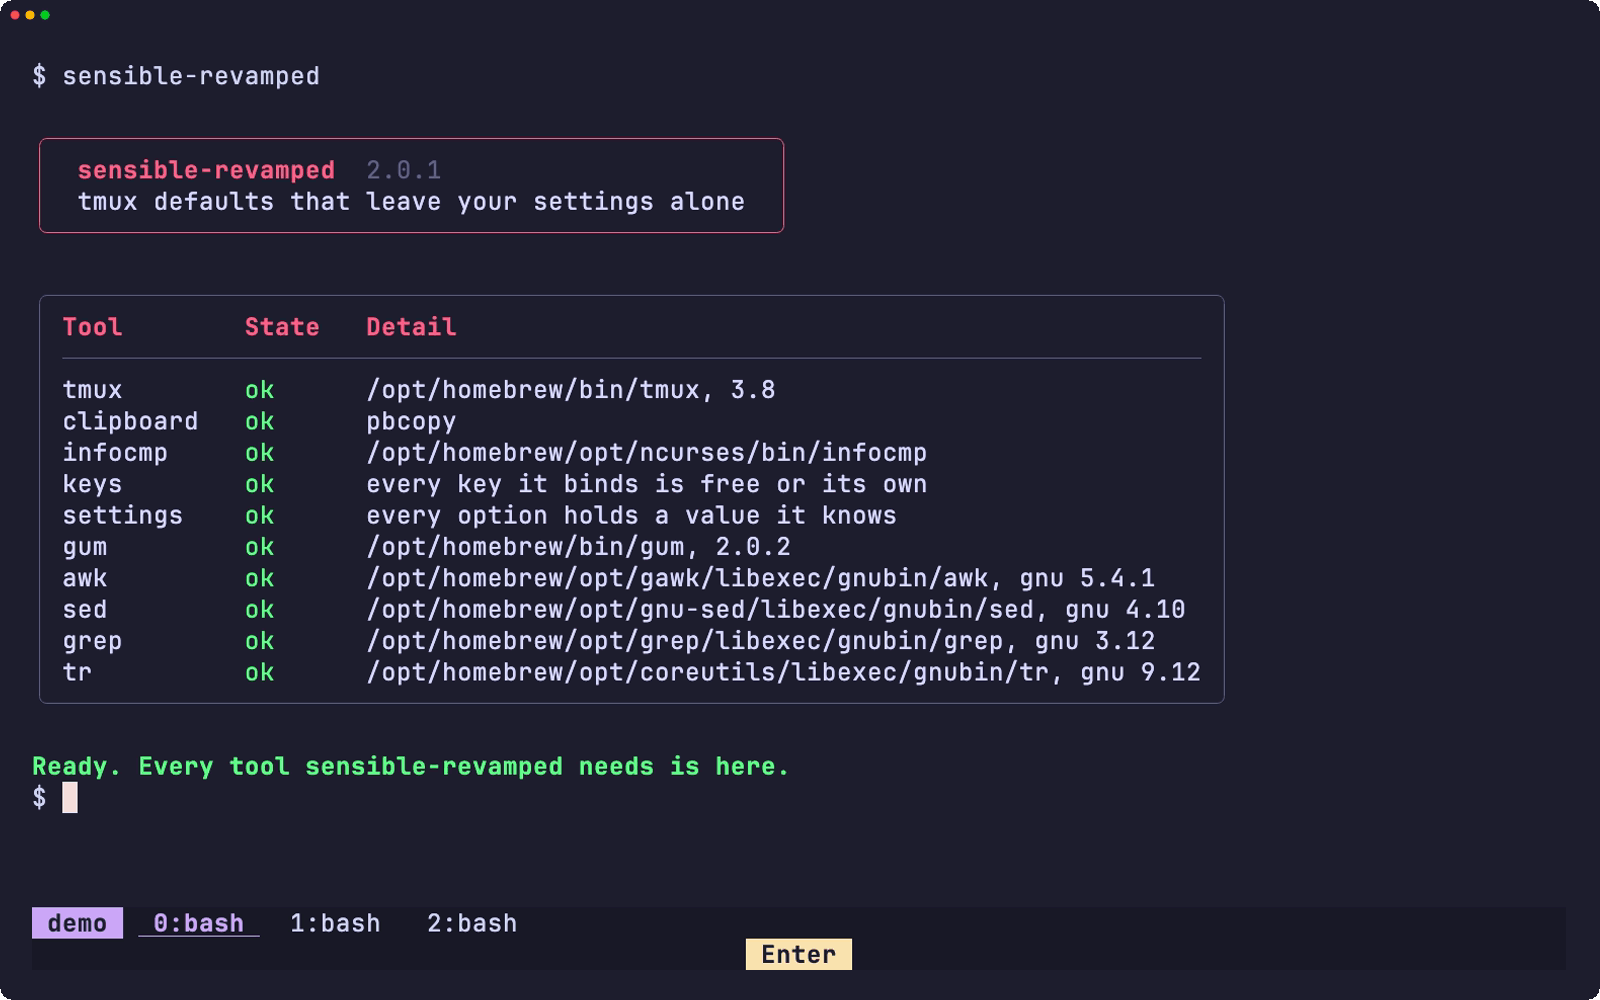 $ sensible-revamped
sensible-revamped 2.0.1
tmux defaults that leave your settings alone
Tool State Detail
tmux ok /opt/homebrew/bin/tmux, 3.8
clipboard ok pbcopy
infocmp ok /opt/homebrew/opt/ncurses/bin/infocmp
keys ok every key it binds is free or its own
settings ok every option holds a value it knows
gum ok /opt/homebrew/bin/gum, 2.0.2
awk ok /opt/homebrew/opt/gawk/libexec/gnubin/awk, gnu 5.4.1
sed ok /opt/homebrew/opt/gnu-sed/libexec/gnubin/sed, gnu 4.10
grep ok /opt/homebrew/opt/grep/libexec/gnubin/grep, gnu 3.12
tr ok /opt/homebrew/opt/coreutils/libexec/gnubin/tr, gnu 9.12
Ready. Every tool sensible-revamped needs is here.
$
demo 0:bash 1:bash 2:bash
Enter